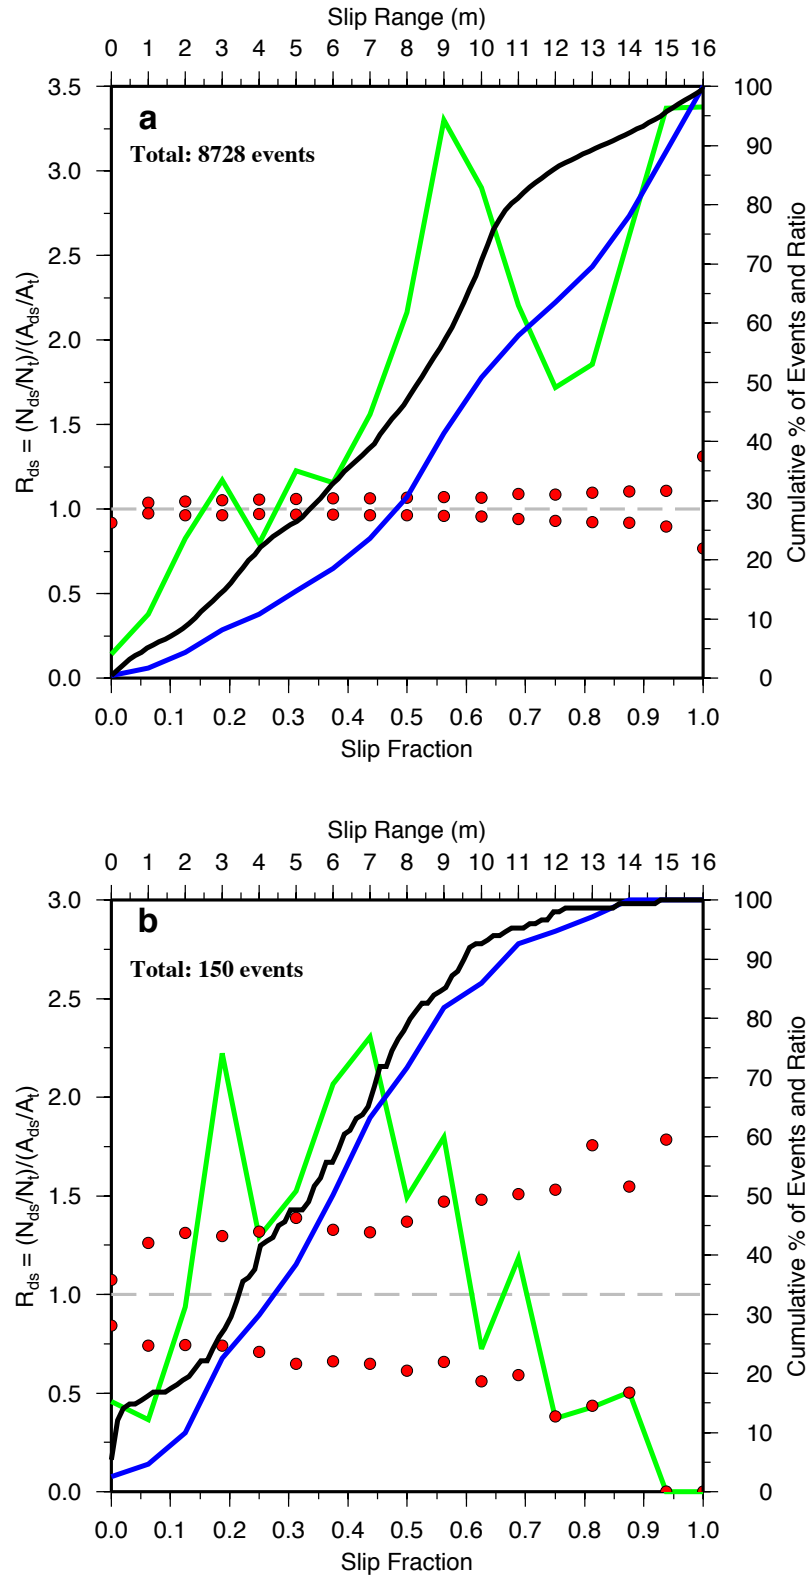 Slip Range (m)
0 1 2 3 4 5 6 7 8 9 10 11 12 13 14 15 16
a
Total: 8728 events
3.5
3.0
2.5
2.0
1.5
1.0
0.5
0.0
R_ds = (N_ds/N_t)/(A_ds/A_t)
100
90
80
70
60
50
40
30
20
10
0
Cumulative % of Events and Ratio
0.0 0.1 0.2 0.3 0.4 0.5 0.6 0.7 0.8 0.9 1.0
Slip Fraction
Slip Range (m)
0 1 2 3 4 5 6 7 8 9 10 11 12 13 14 15 16
b
Total: 150 events
3.0
2.5
2.0
1.5
1.0
0.5
0.0
R_ds = (N_ds/N_t)/(A_ds/A_t)
100
90
80
70
60
50
40
30
20
10
0
Cumulative % of Events and Ratio
0.0 0.1 0.2 0.3 0.4 0.5 0.6 0.7 0.8 0.9 1.0
Slip Fraction